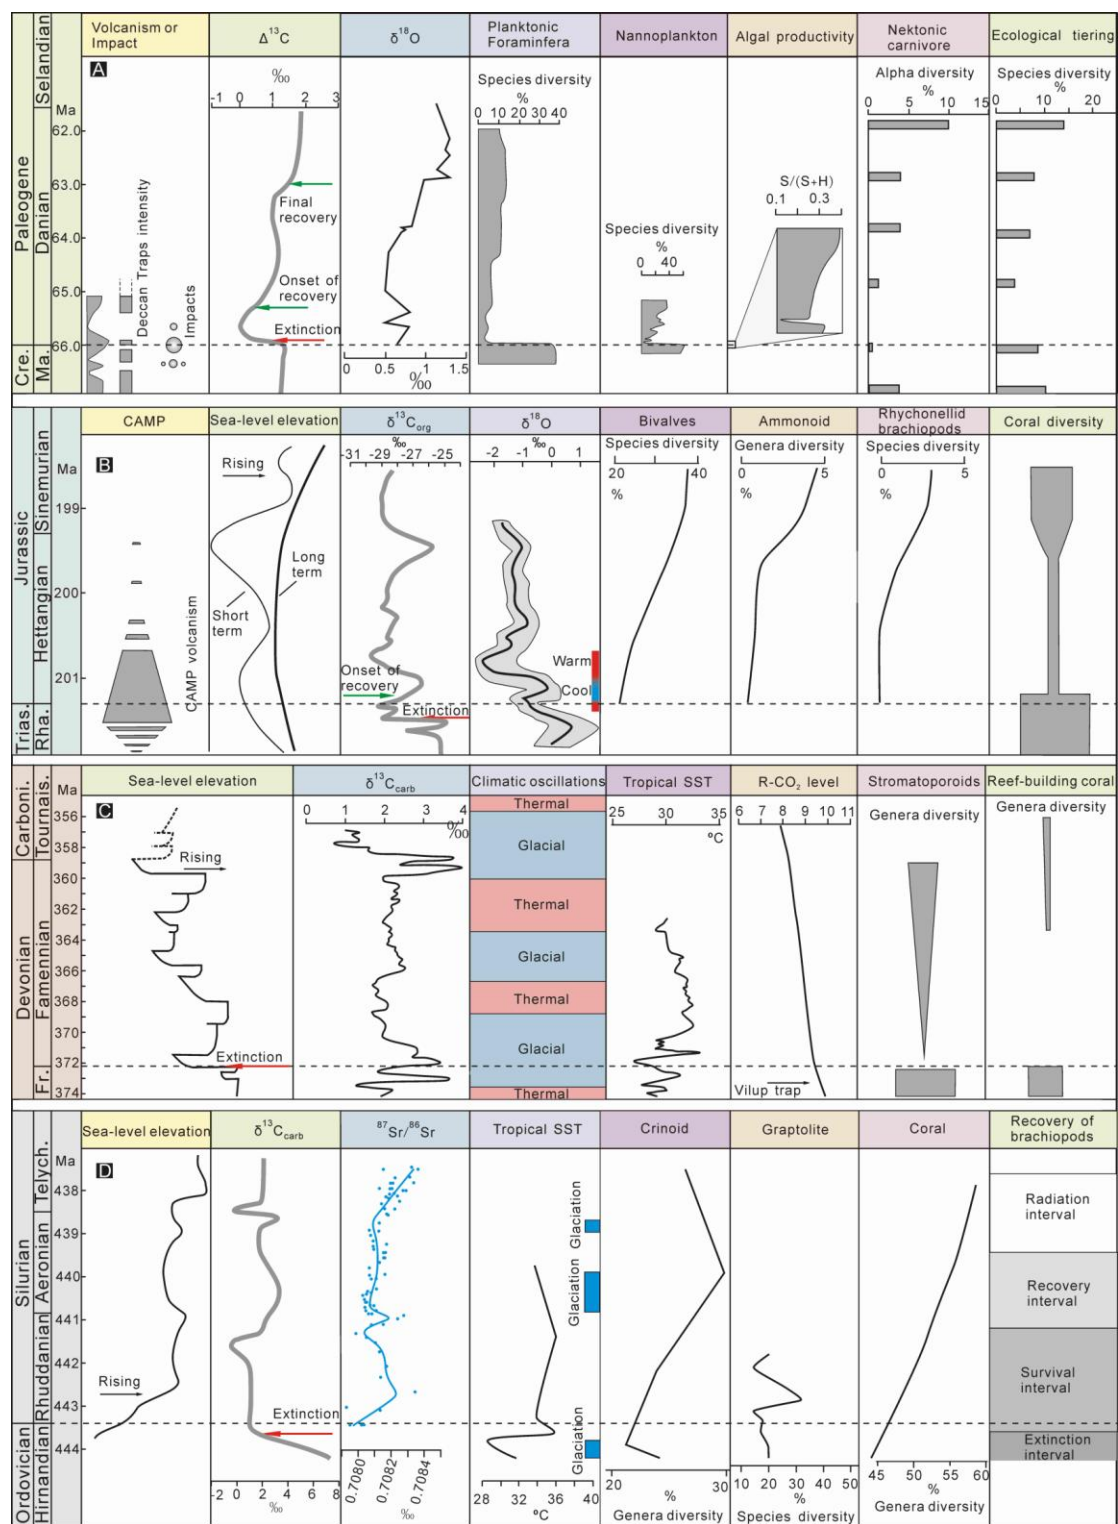 Volcanism or
Impact
Δ¹³C
δ¹⁸O
Planktonic
Foraminfera
Nannoplankton
Algal productivity
Nektonic
carnivore
Ecological tiering
A
Paleogene
Cre.
Selandian
Danian
Ma.
Ma
62.0
63.0
64.0
65.0
66.0
Deccan Traps intensity
Impacts
‰
-1 0 1 2 3
Final
recovery
Onset of
recovery
Extinction
0 0.5 1 1.5
‰
Species diversity
%
0 10 20 30 40
Species diversity
%
0 40
S/(S+H)
0.1 0.3
Alpha diversity
%
0 5 10 15
Species diversity
%
0 10 20
CAMP
Sea-level elevation
δ¹³Corg
δ¹⁸O
Bivalves
Ammonoid
Rhychonellid
brachiopods
Coral diversity
B
Jurassic
Trias.
Sinemurian
Hettangian
Rha.
Ma
199
200
201
CAMP volcanism
Rising
Long
term
Short
term
‰
-31 -29 -27 -25
Onset of
recovery
Extinction
‰
-2 -1 0 1
Warm
Cool
Species diversity
20 40
%
Genera diversity
0 5
%
Species diversity
0 5
%
Sea-level elevation
δ¹³Ccarb
Climatic oscillations
Tropical SST
R-CO₂ level
Stromatoporoids
Reef-building coral
C
Carboni.
Devonian
Tournais.
Famennian
Fr.
Ma
356
358
360
362
364
366
368
370
372
374
Rising
Extinction
0 1 2 3 4
‰
Thermal
Glacial
Thermal
Glacial
Thermal
Glacial
Thermal
25 30 35
ºC
6 7 8 9 10 11
Vilup trap
Genera diversity
Genera diversity
Sea-level elevation
δ¹³Ccarb
⁸⁷Sr/⁸⁶Sr
Tropical SST
Crinoid
Graptolite
Coral
Recovery of
brachiopods
D
Silurian
Ordovician
Telych.
Aeronian
Rhuddanian
Hirnandian
Ma
438
439
440
441
442
443
444
Rising
Extinction
-2 0 2 4 6 8
‰
0.7080
0.7082
0.7084
‰
Glaciation
Glaciation
Glaciation
28 32 36 40
ºC
20 30
%
Genera diversity
10 20 30 40 50
%
Species diversity
45 50 55 60
%
Genera diversity
Radiation
interval
Recovery
interval
Survival
interval
Extinction
interval